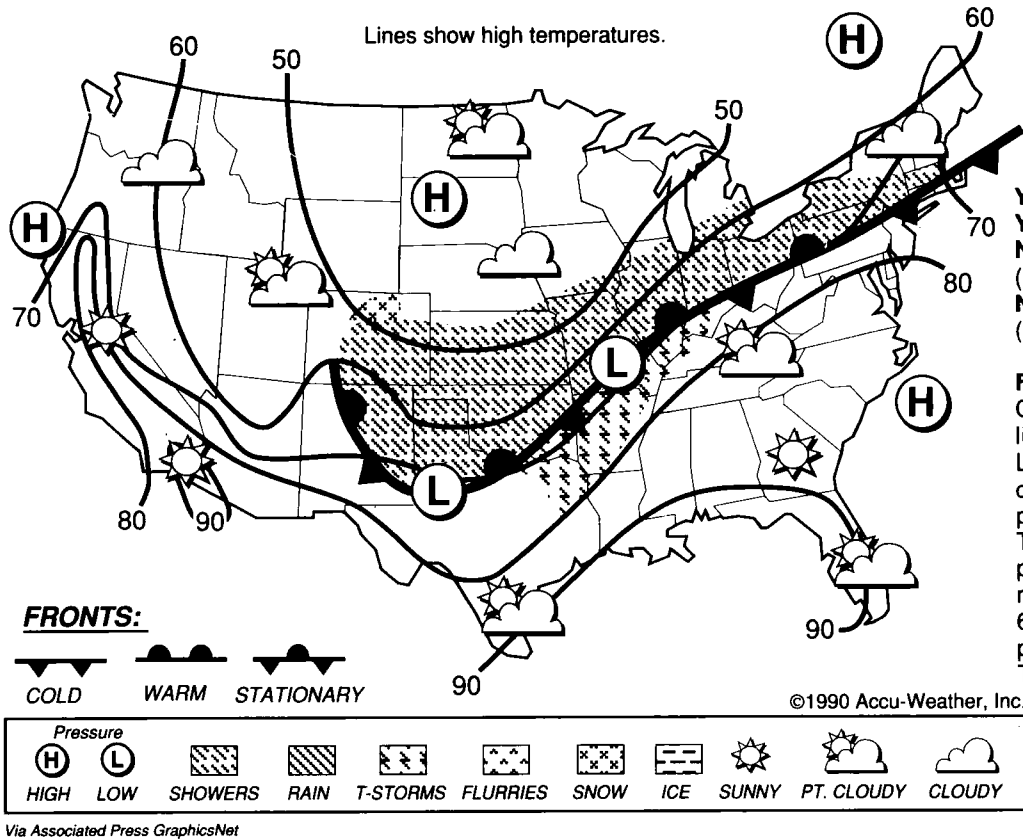 Lines show high temperatures.
60
50
H
60
50
H
H
70
70
80
L
H
L
80
90
90
90
FRONTS:
COLD
WARM
STATIONARY
©1990 Accu-Weather, Inc.
Pressure
H
L
HIGH
LOW
SHOWERS
RAIN
T-STORMS
FLURRIES
SNOW
ICE
SUNNY
PT. CLOUDY
CLOUDY
Via Associated Press GraphicsNet